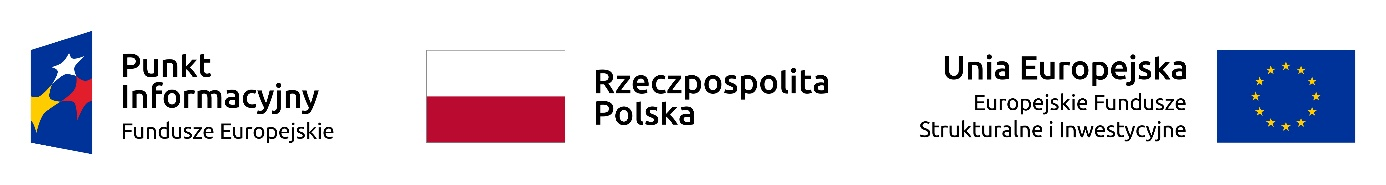 Punkt
Informacyjny
Fundusze Europejskie
Rzeczpospolita
Polska
Unia Europejska
Europejskie Fundusze
Strukturalne i Inwestycyjne